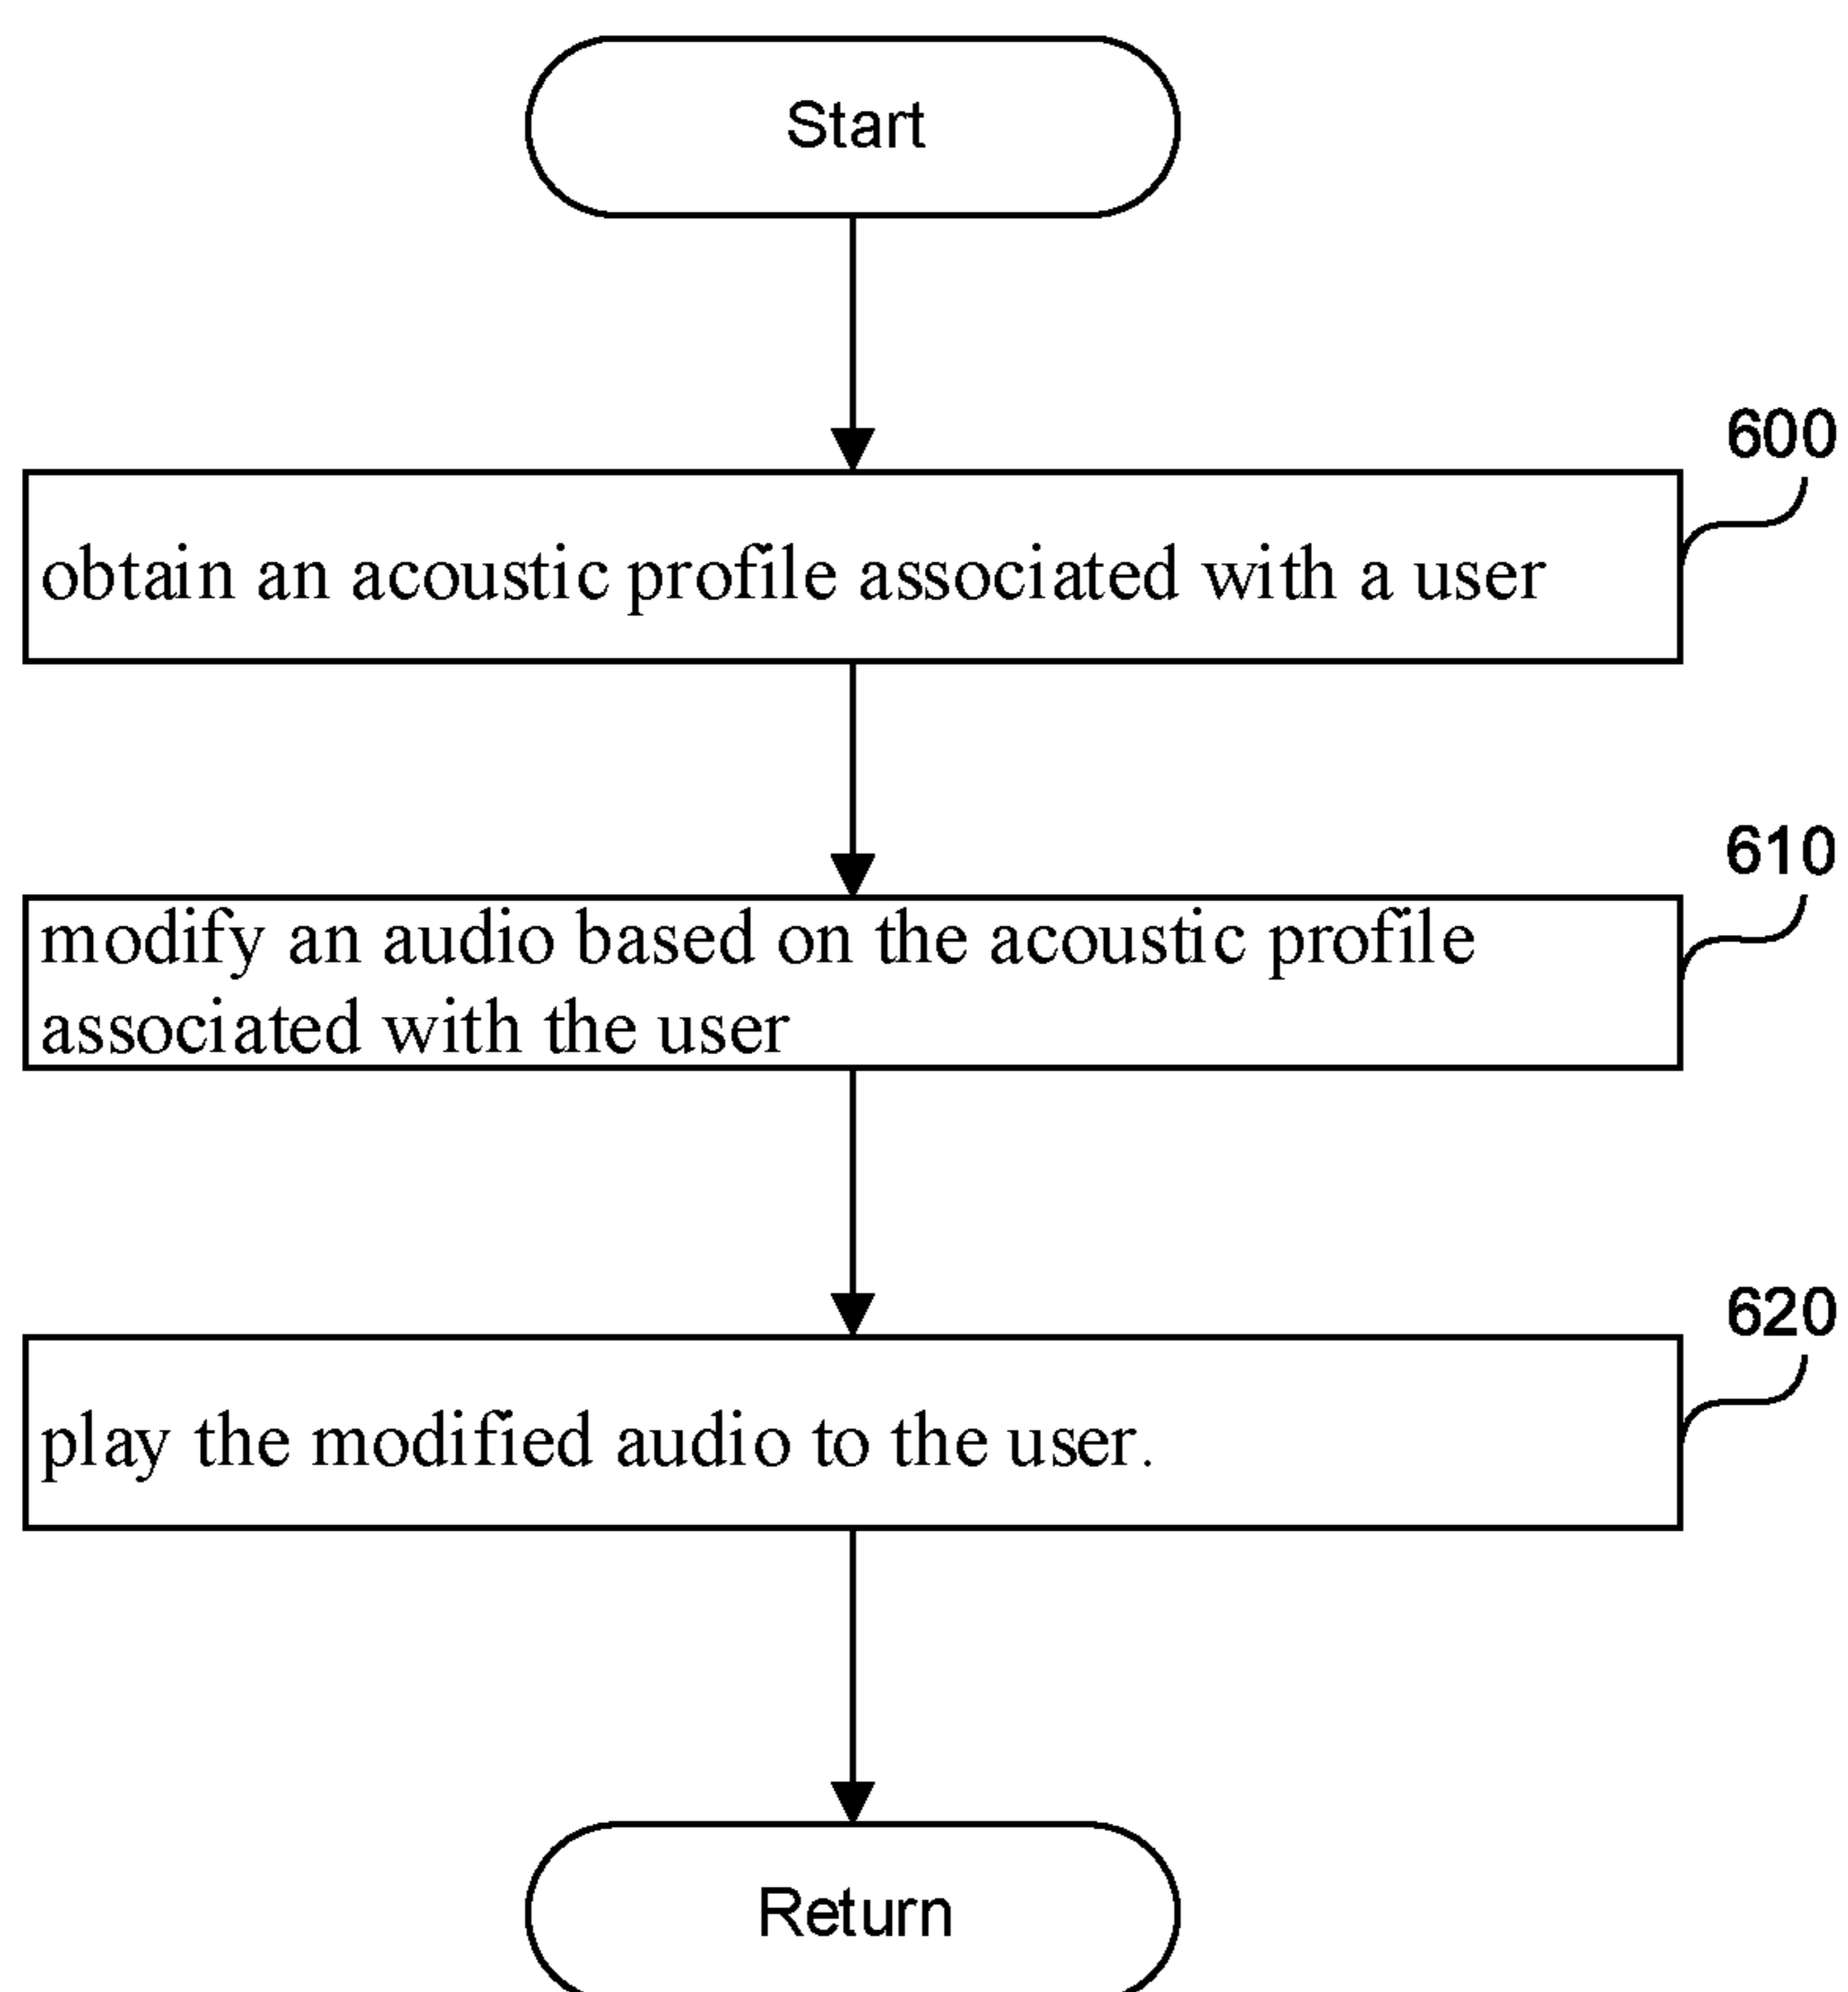 Start
600
obtain an acoustic profile associated with a user
610
modify an audio based on the acoustic profile
associated with the user
620
play the modified audio to the user.
Return